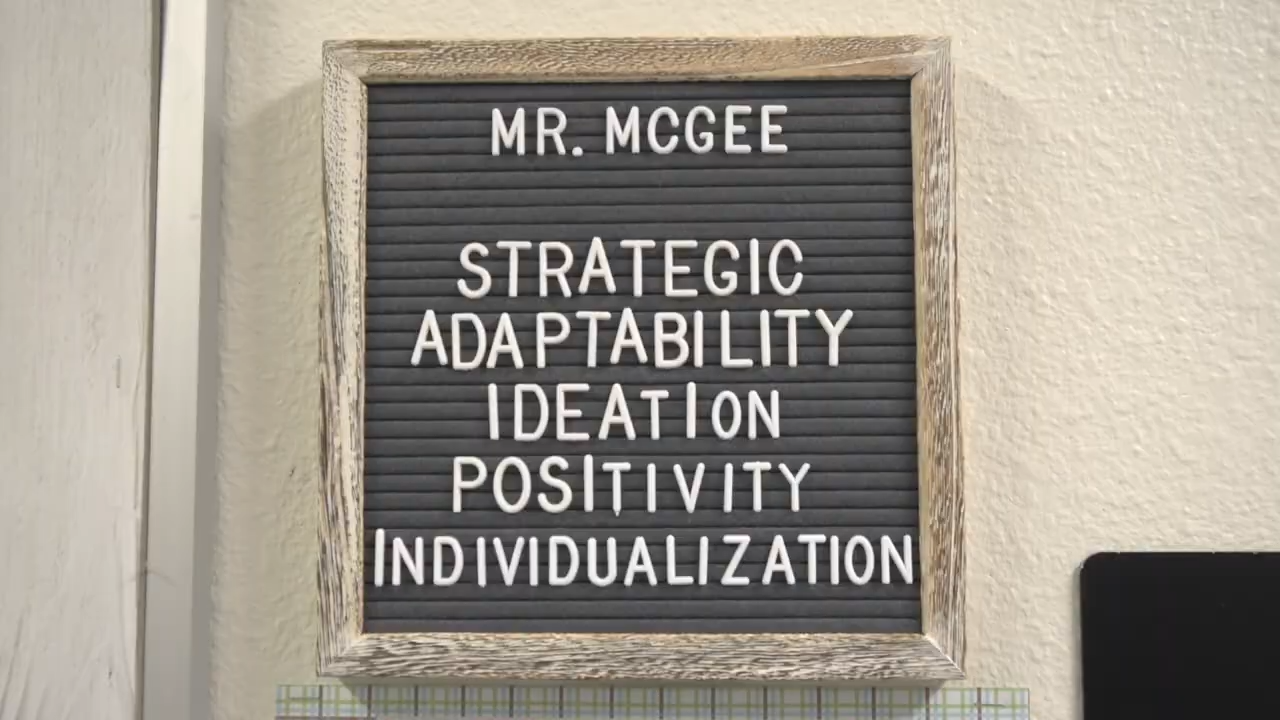 MR. MCGEE
STRATEGIC
ADAPTABILITY
IDEATION
POSITIVITY
INDIVIDUALIZATION